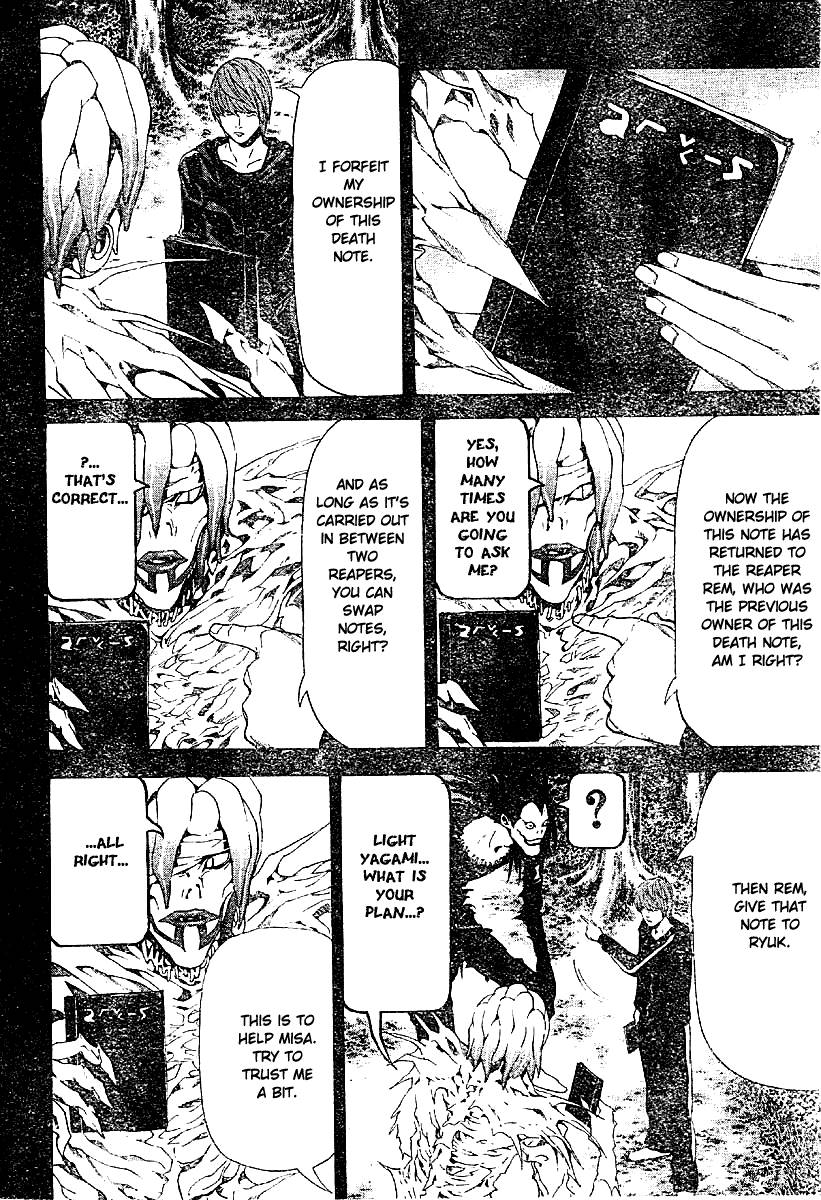 I FORFEIT
MY
OWNERSHIP
OF THIS
DEATH
NOTE.
NOW THE
OWNERSHIP OF
THIS NOTE HAS
RETURNED TO
THE REAPER
REM, WHO WAS
THE PREVIOUS
OWNER OF THIS
DEATH NOTE,
AM I RIGHT?
YES,
HOW
MANY
TIMES
ARE YOU
GOING
TO ASK
ME?
AND AS
LONG AS IT'S
CARRIED OUT
IN BETWEEN
TWO
REAPERS,
YOU CAN
SWAP
NOTES,
RIGHT?
?...
THAT'S
CORRECT...
THEN REM,
GIVE THAT
NOTE TO
RYUK.
?
LIGHT
YAGAMI...
WHAT IS
YOUR
PLAN...?
THIS IS TO
HELP MISA.
TRY TO
TRUST ME
A BIT.
...ALL
RIGHT...